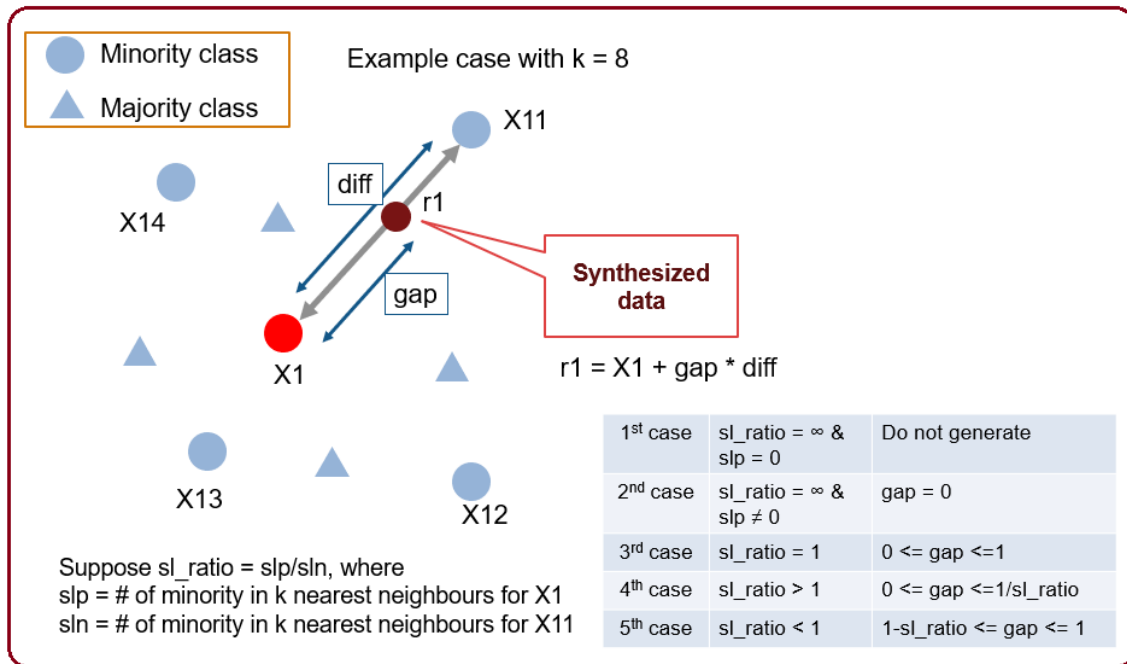 Minority class
Majority class
Example case with k = 8
X11
X14
diff
r1
Synthesized
data
gap
X1
r1 = X1 + gap * diff
X13
X12
Suppose sl_ratio = slp/sln, where
slp = # of minority in k nearest neighbours for X1
sln = # of minority in k nearest neighbours for X11
1st case sl_ratio = ∞ & Do not generate
slp = 0
2nd case sl_ratio = ∞ & gap = 0
slp ≠ 0
3rd case sl_ratio = 1 0 <= gap <=1
4th case sl_ratio > 1 0 <= gap <=1/sl_ratio
5th case sl_ratio < 1 1-sl_ratio <= gap <= 1